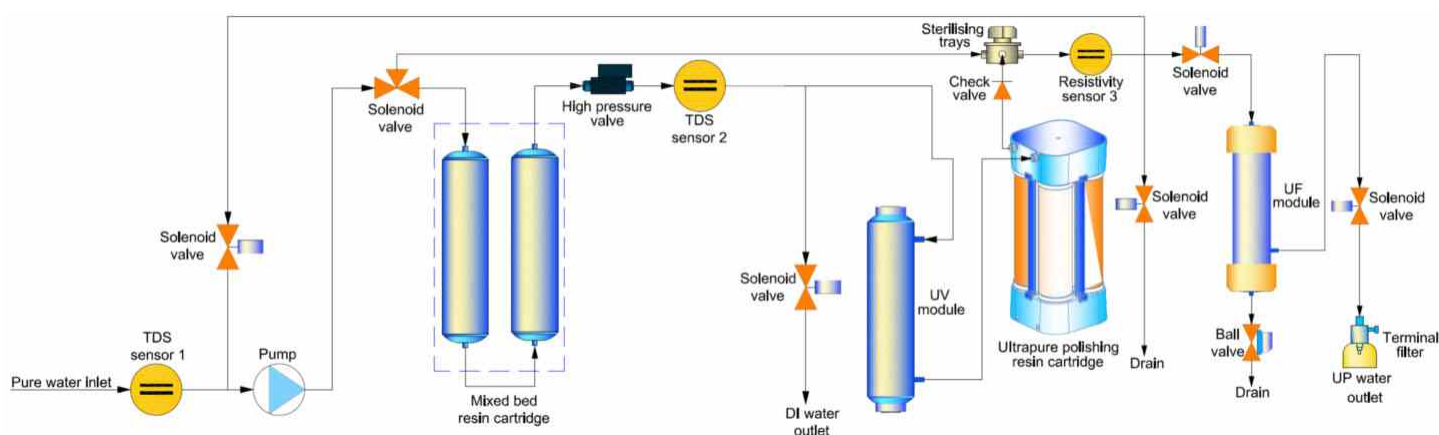 Sterilising
trays
Solenoid
valve
High pressure
valve
TDS
sensor 2
Check
valve
Resistivity
sensor 3
Solenoid
valve
Solenoid
valve
Solenoid
valve
UV
module
Solenoid
valve
UF
module
Solenoid
valve
TDS
sensor 1
Pump
Pure water Inlet
Mixed bed
resin cartridge
DI water
outlet
Ultrapure polishing
resin cartridge
Drain
Ball
valve
Drain
Terminal
filter
UP water
outlet